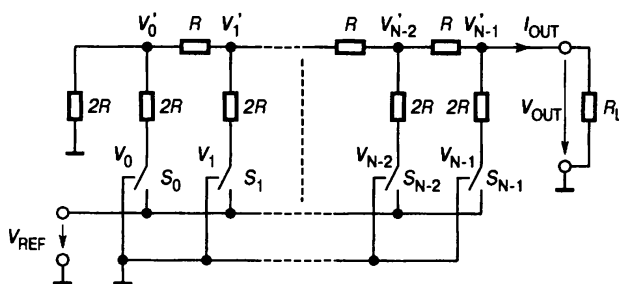 V'0 R V'1 R V'N-2 R V'N-1 IOUT
2R 2R 2R 2R 2R VOUT RL
V0 S0 V1 S1 VN-2 SN-2 VN-1 SN-1
VREF